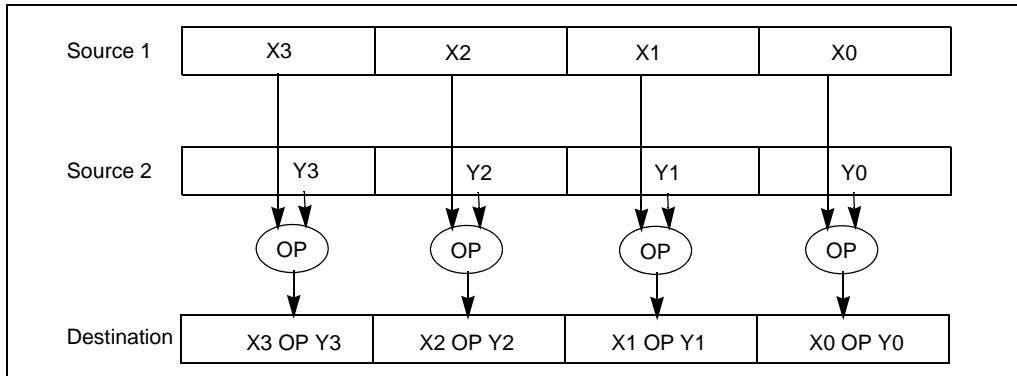 Source 1 X3 X2 X1 X0
Source 2 Y3 Y2 Y1 Y0
OP OP OP OP
Destination X3 OP Y3 X2 OP Y2 X1 OP Y1 X0 OP Y0